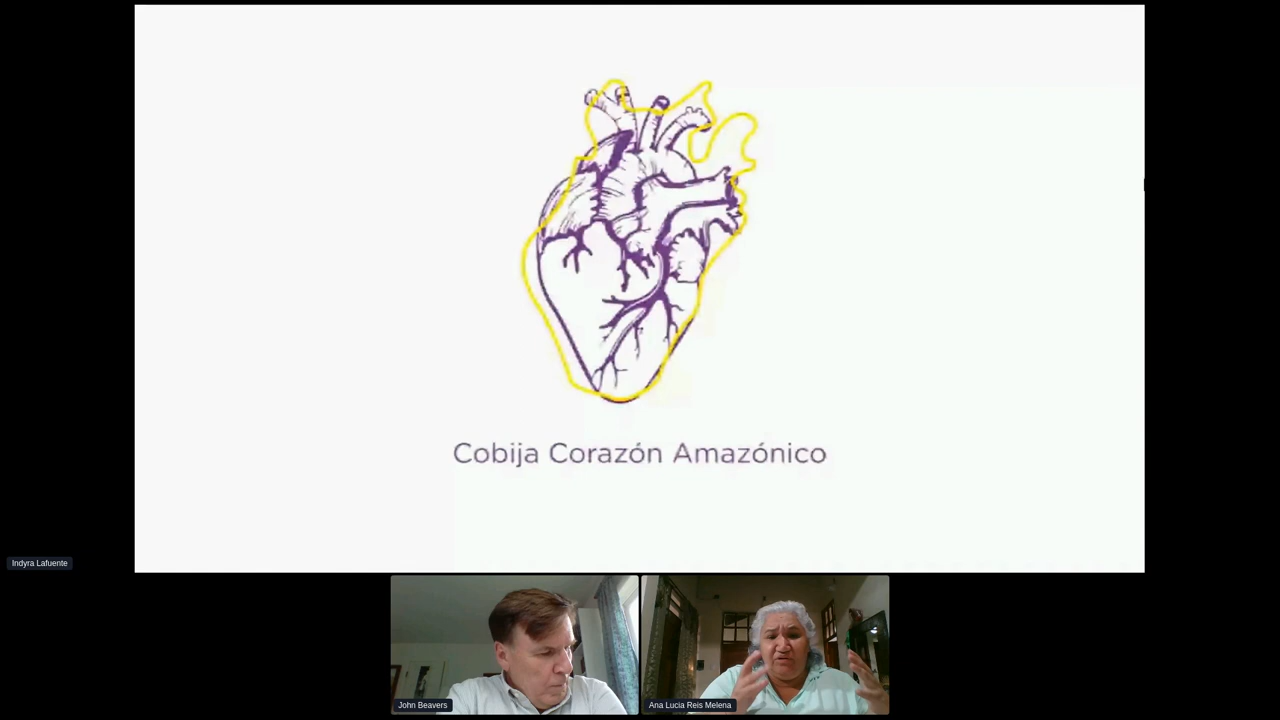 Cobija Corazón Amazónico
Indyra Lafuente
John Beavers
Ana Lucia Reis Melena